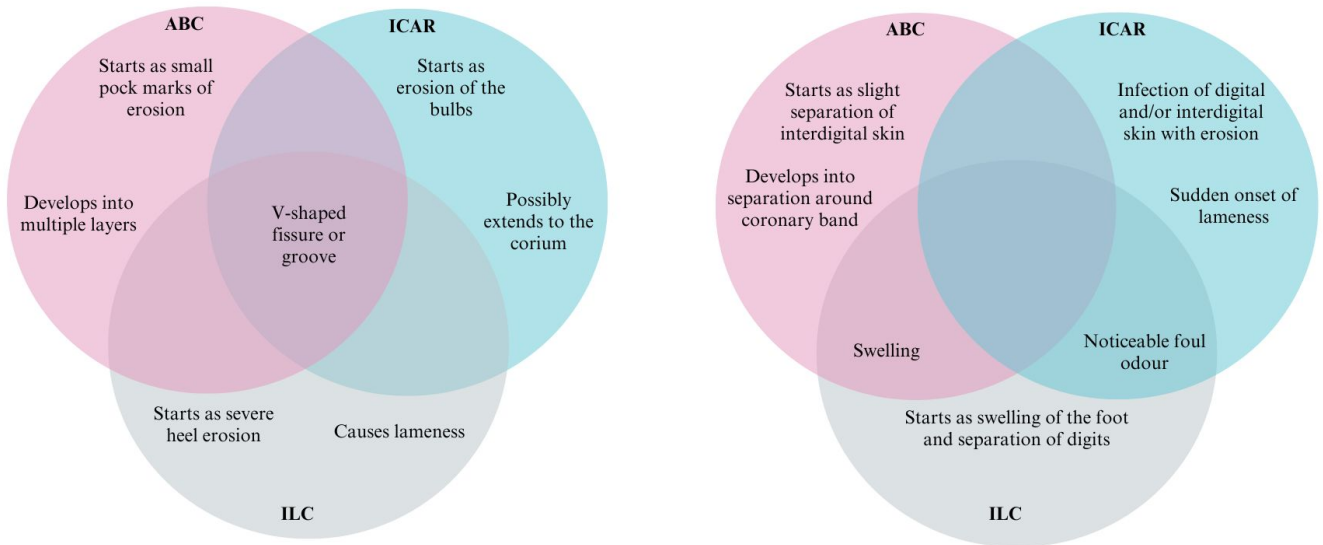 ABC
ICAR
Starts as small
pock marks of
erosion
Starts as
erosion of the
bulbs
Develops into
multiple layers
V-shaped
fissure or
groove
Possibly
extends to the
corium
Starts as severe
heel erosion
Causes lameness
ILC
ABC
ICAR
Starts as slight
separation of
interdigital skin
Infection of digital
and/or interdigital
skin with erosion
Develops into
separation around
coronary band
Sudden onset of
lameness
Swelling
Noticeable foul
odour
Starts as swelling of the foot
and separation of digits
ILC